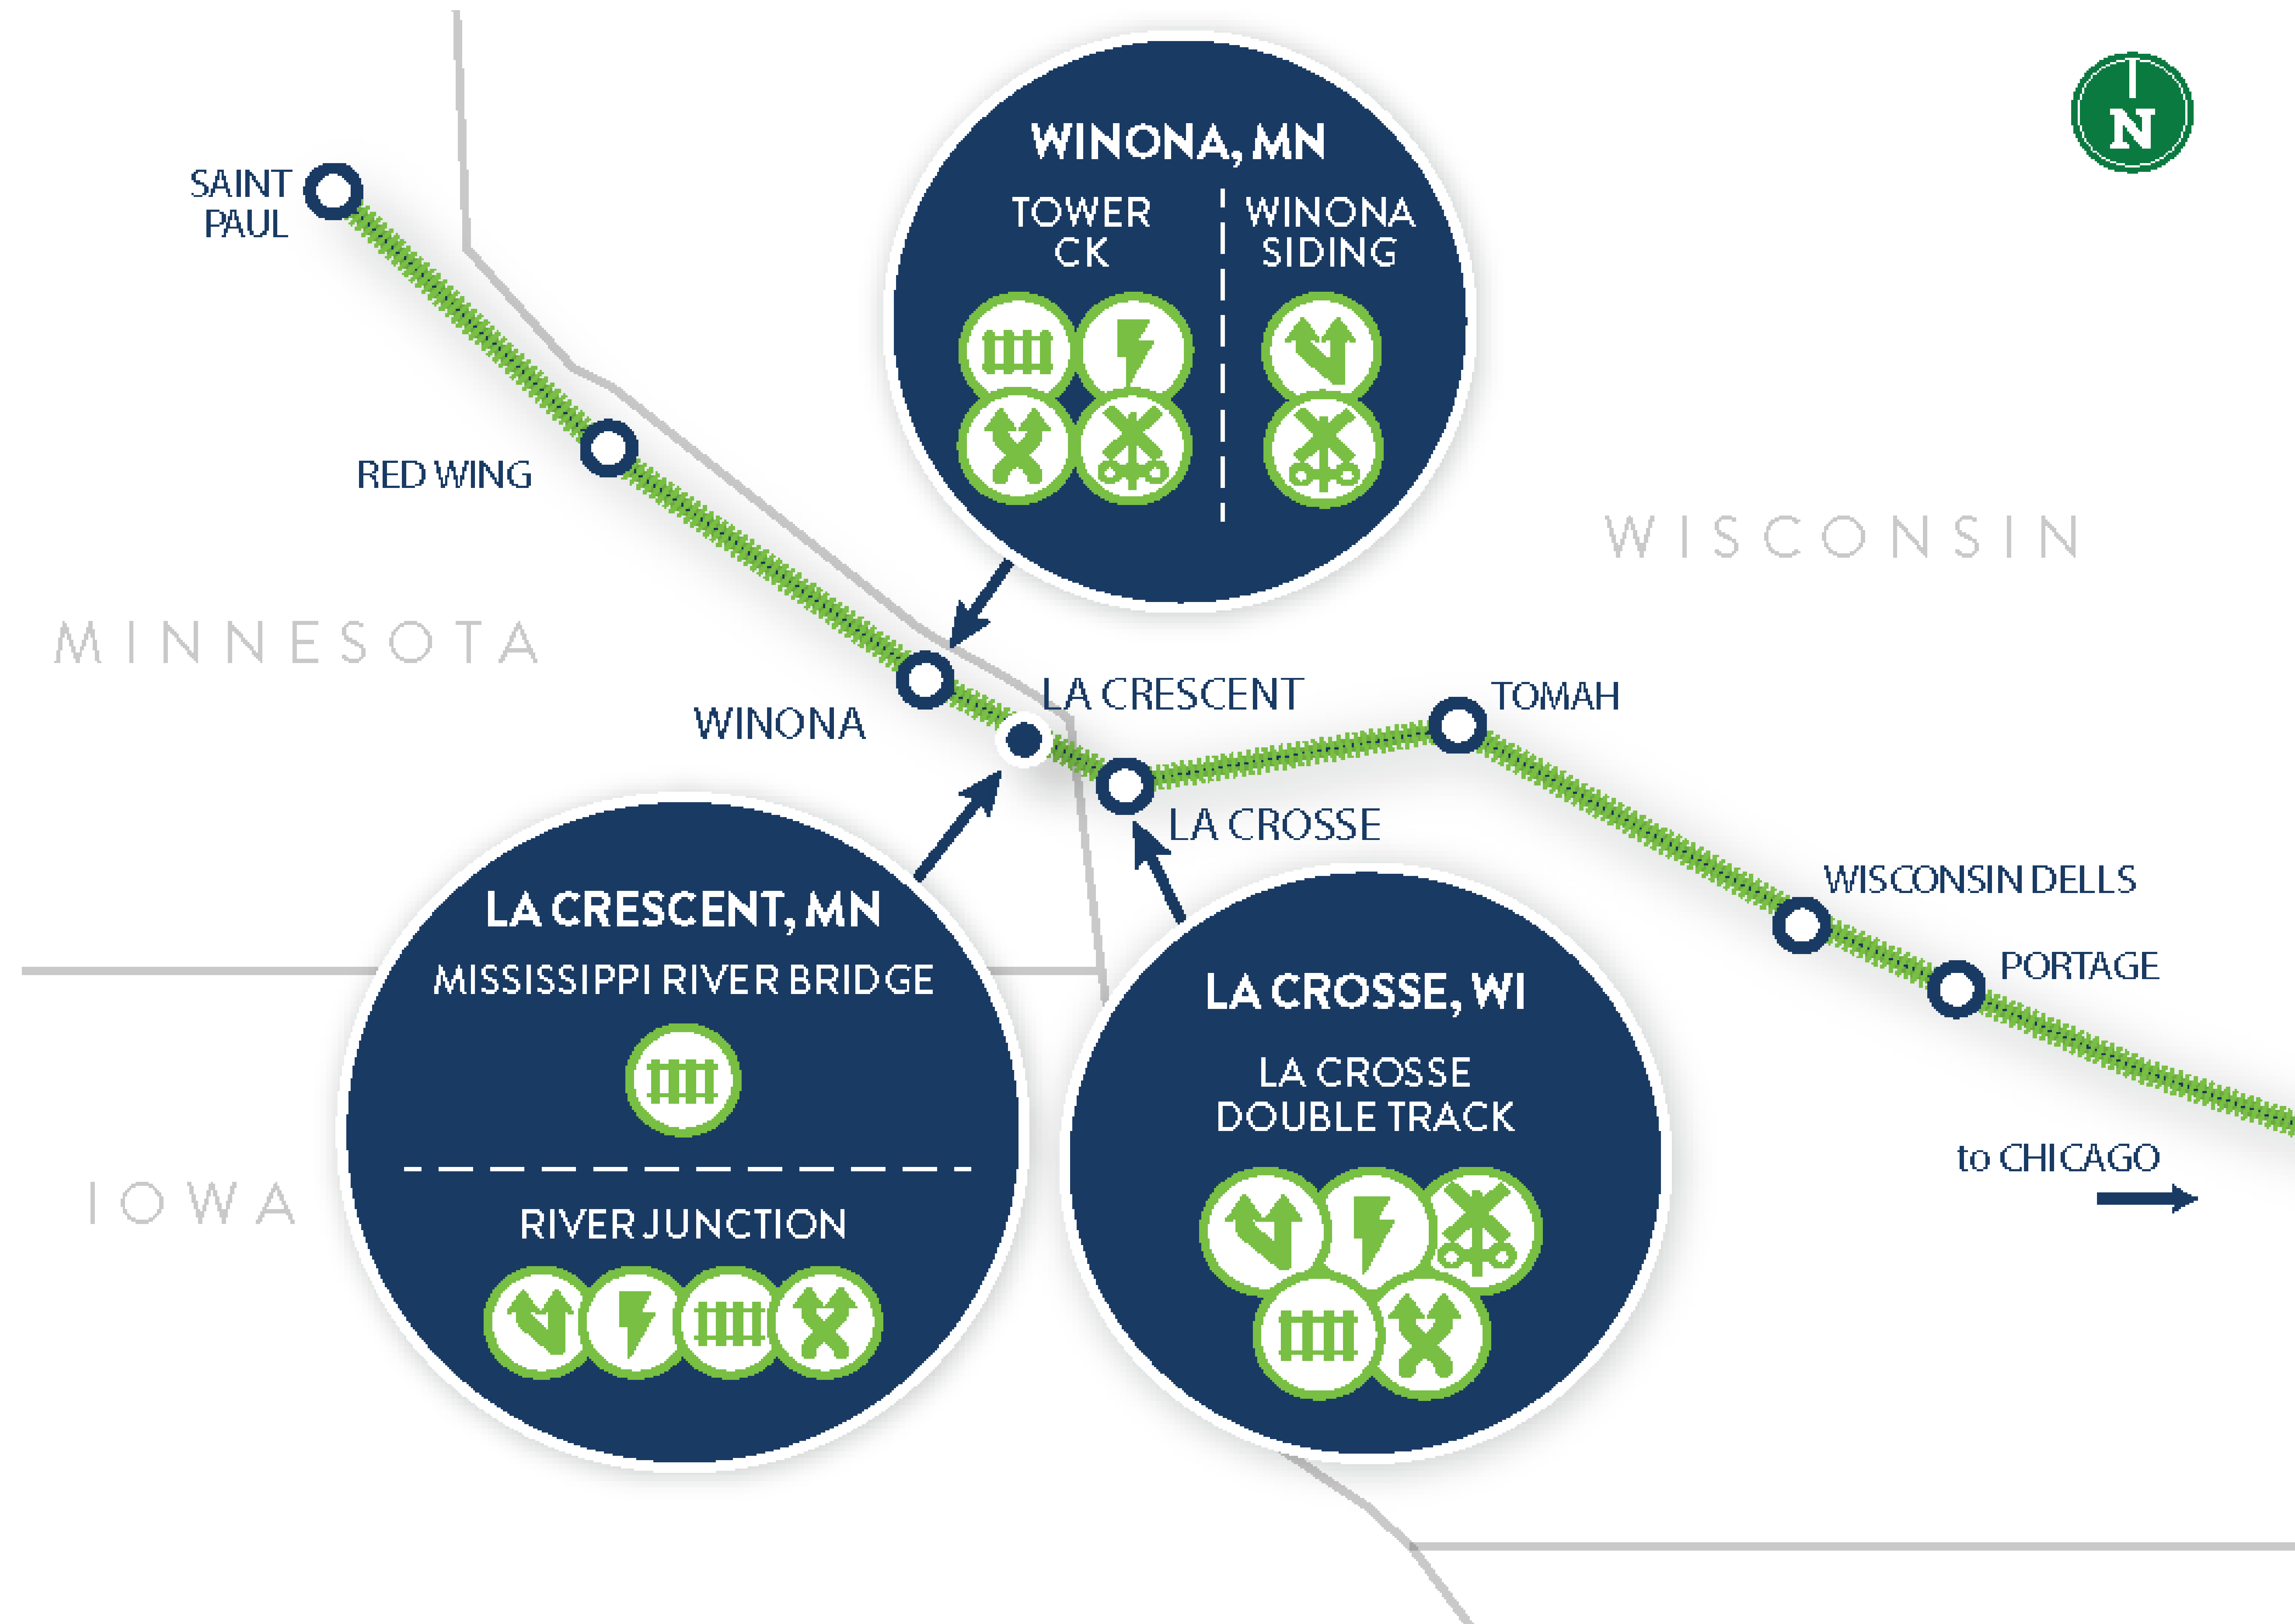 N
WINONA, MN
TOWER
CK
WINONA
SIDING
SAINT
PAUL
RED WING
WISCONSIN
MINNESOTA
WINONA
LA CRESCENT
TOMAH
LA CROSSE
WISCONSIN DELLS
PORTAGE
to CHICAGO
LA CRESCENT, MN
MISSISSIPPI RIVER BRIDGE
RIVER JUNCTION
LA CROSSE, WI
LA CROSSE
DOUBLE TRACK
IOWA